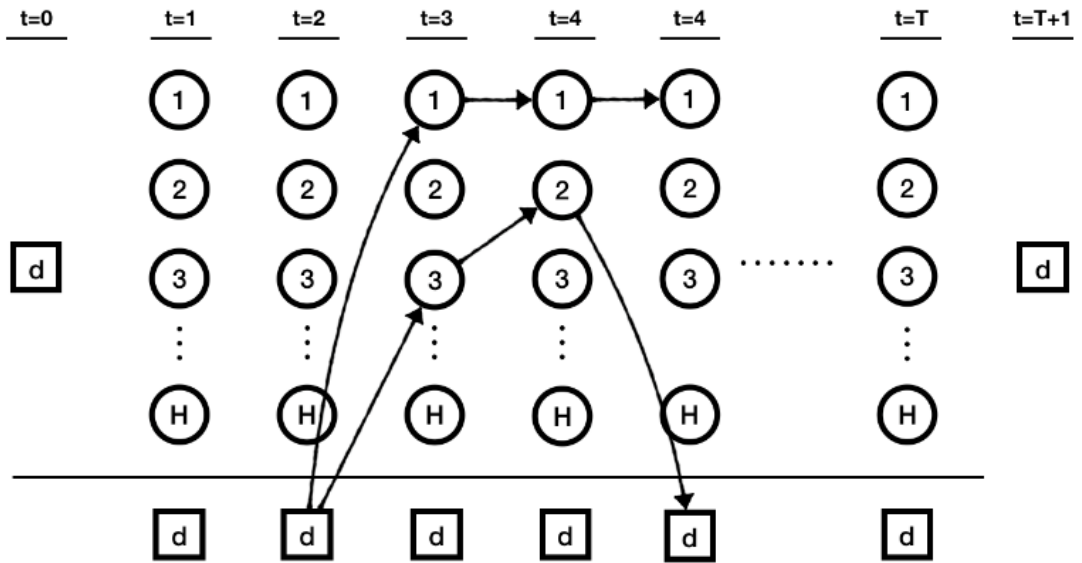 t=0 t=1 t=2 t=3 t=4 t=4 t=T t=T+1
1 1 1 1 1 1
2 2 2 2 2 2
d 3 3 3 3 3 ....... 3 d
H H H H H H
d d d d d d